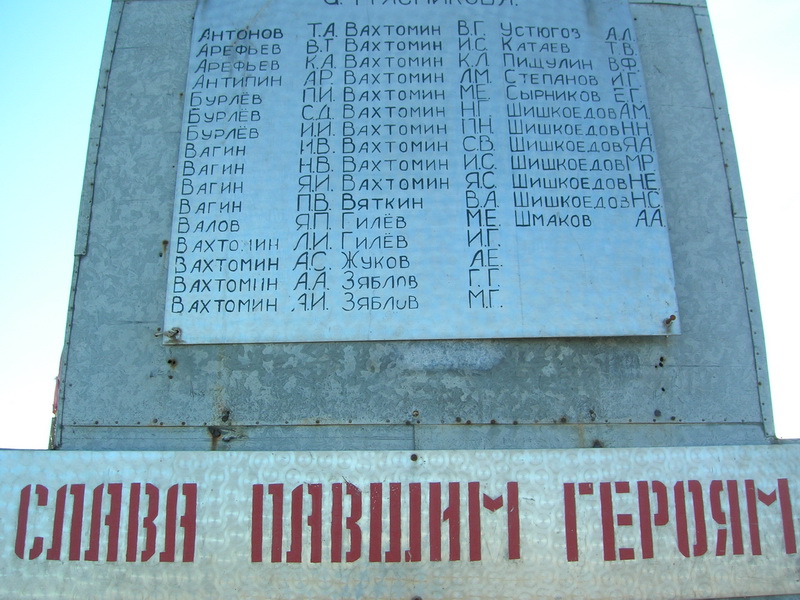 Антонов Т.А. Вахтомин В.Г. Устюгов А.Л.
Арефьев В.Т. Вахтомин И.С. Катаев Т.В.
Арефьев К.А. Вахтомин К.Л. Пищулин В.Ф.
Антипин А.Р. Вахтомин Л.М. Степанов И.Г.
Бурлёв П.И. Вахтомин М.Е. Сырников Е.Г.
Бурлёв С.Д. Вахтомин Н.Г. Шишкоедов А.М.
Бурлёв И.И. Вахтомин П.Н. Шишкоедов Н.Н.
Вагин И.В. Вахтомин С.В. Шишкоедов Я.А.
Вагин Н.В. Вахтомин И.С. Шишкоедов М.Р.
Вагин Я.И. Вахтомин Я.С. Шишкоедов Н.Е.
Вагин П.В. Вяткин В.А. Шишкоедов Н.С.
Валов Я.П. Гилёв М.Е. Шмаков А.А.
Вахтомин Л.И. Гилёв И.Г.
Вахтомин А.С. Жуков А.Е.
Вахтомин А.А. Зяблов Г.Г.
Вахтомин А.И. Зяблов М.Г.
СЛАВА ПАВШИМ ГЕРОЯМ